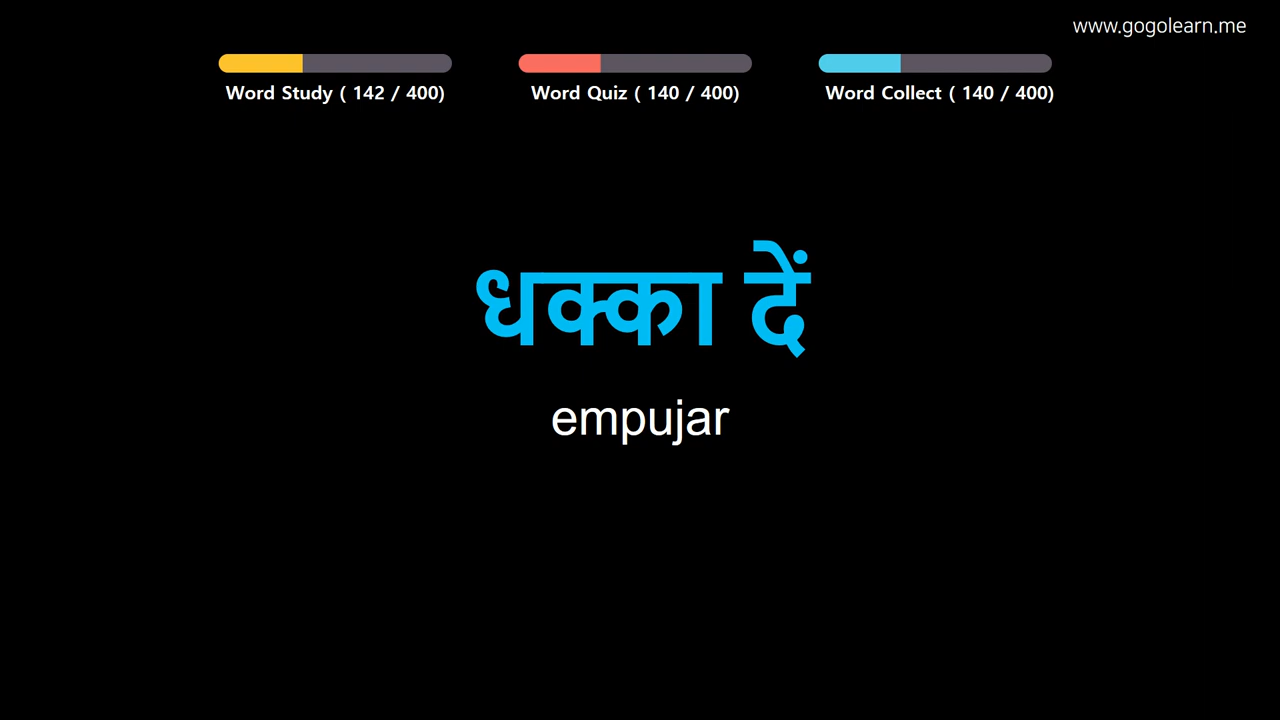 www.gogolearn.me
Word Study ( 142 / 400)
Word Quiz ( 140 / 400)
Word Collect ( 140 / 400)
धक्का दें
empujar